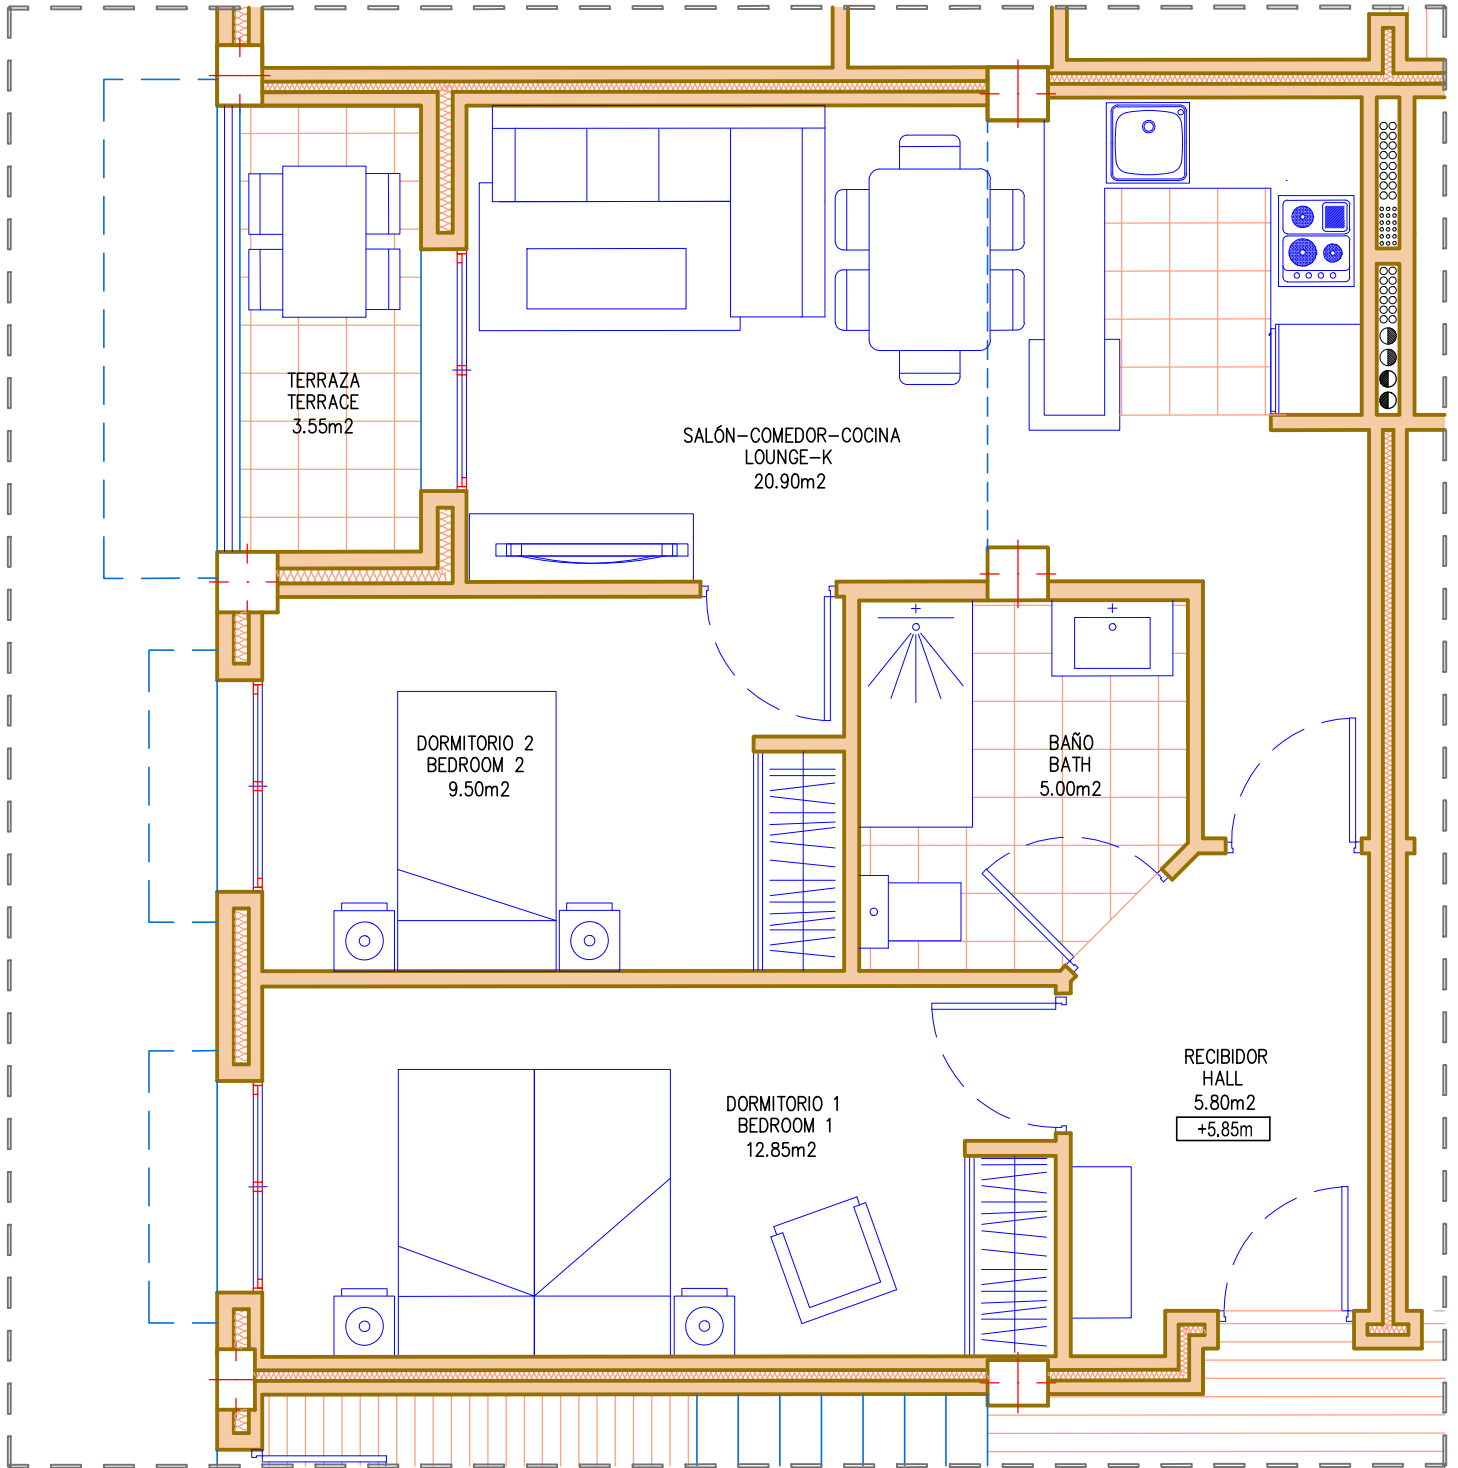 TERRAZA
TERRACE
3.55m2
SALÓN-COMEDOR-COCINA
LOUNGE-K
20.90m2
DORMITORIO 2
BEDROOM 2
9.50m2
BAÑO
BATH
5.00m2
RECIBIDOR
HALL
5.80m2
+5.85m
DORMITORIO 1
BEDROOM 1
12.85m2